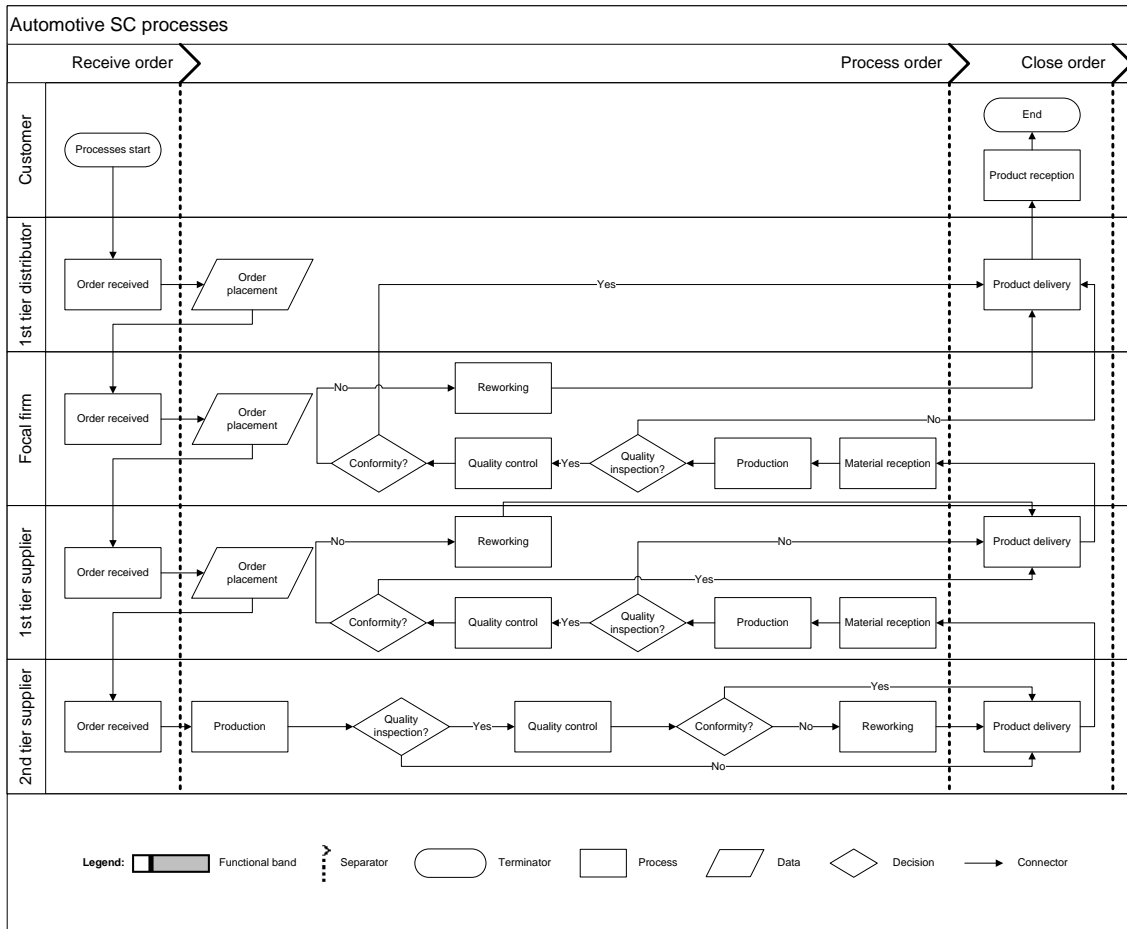 Automotive SC processes
Receive order
Process order
Close order
Customer
Processes start
End
Product reception
1st tier distributor
Order received
Order
placement
Yes
Product delivery
Focal firm
Order received
Order
placement
No
Reworking
No
Conformity?
Quality control
Yes
Quality
inspection?
Production
Material reception
1st tier supplier
Order received
Order
placement
No
Reworking
No
Product delivery
Yes
Conformity?
Quality control
Yes
Quality
inspection?
Production
Material reception
2nd tier supplier
Order received
Production
Quality
inspection?
Yes
Quality control
Conformity?
Yes
No
Reworking
Product delivery
No
Legend:
Functional band
Separator
Terminator
Process
Data
Decision
Connector